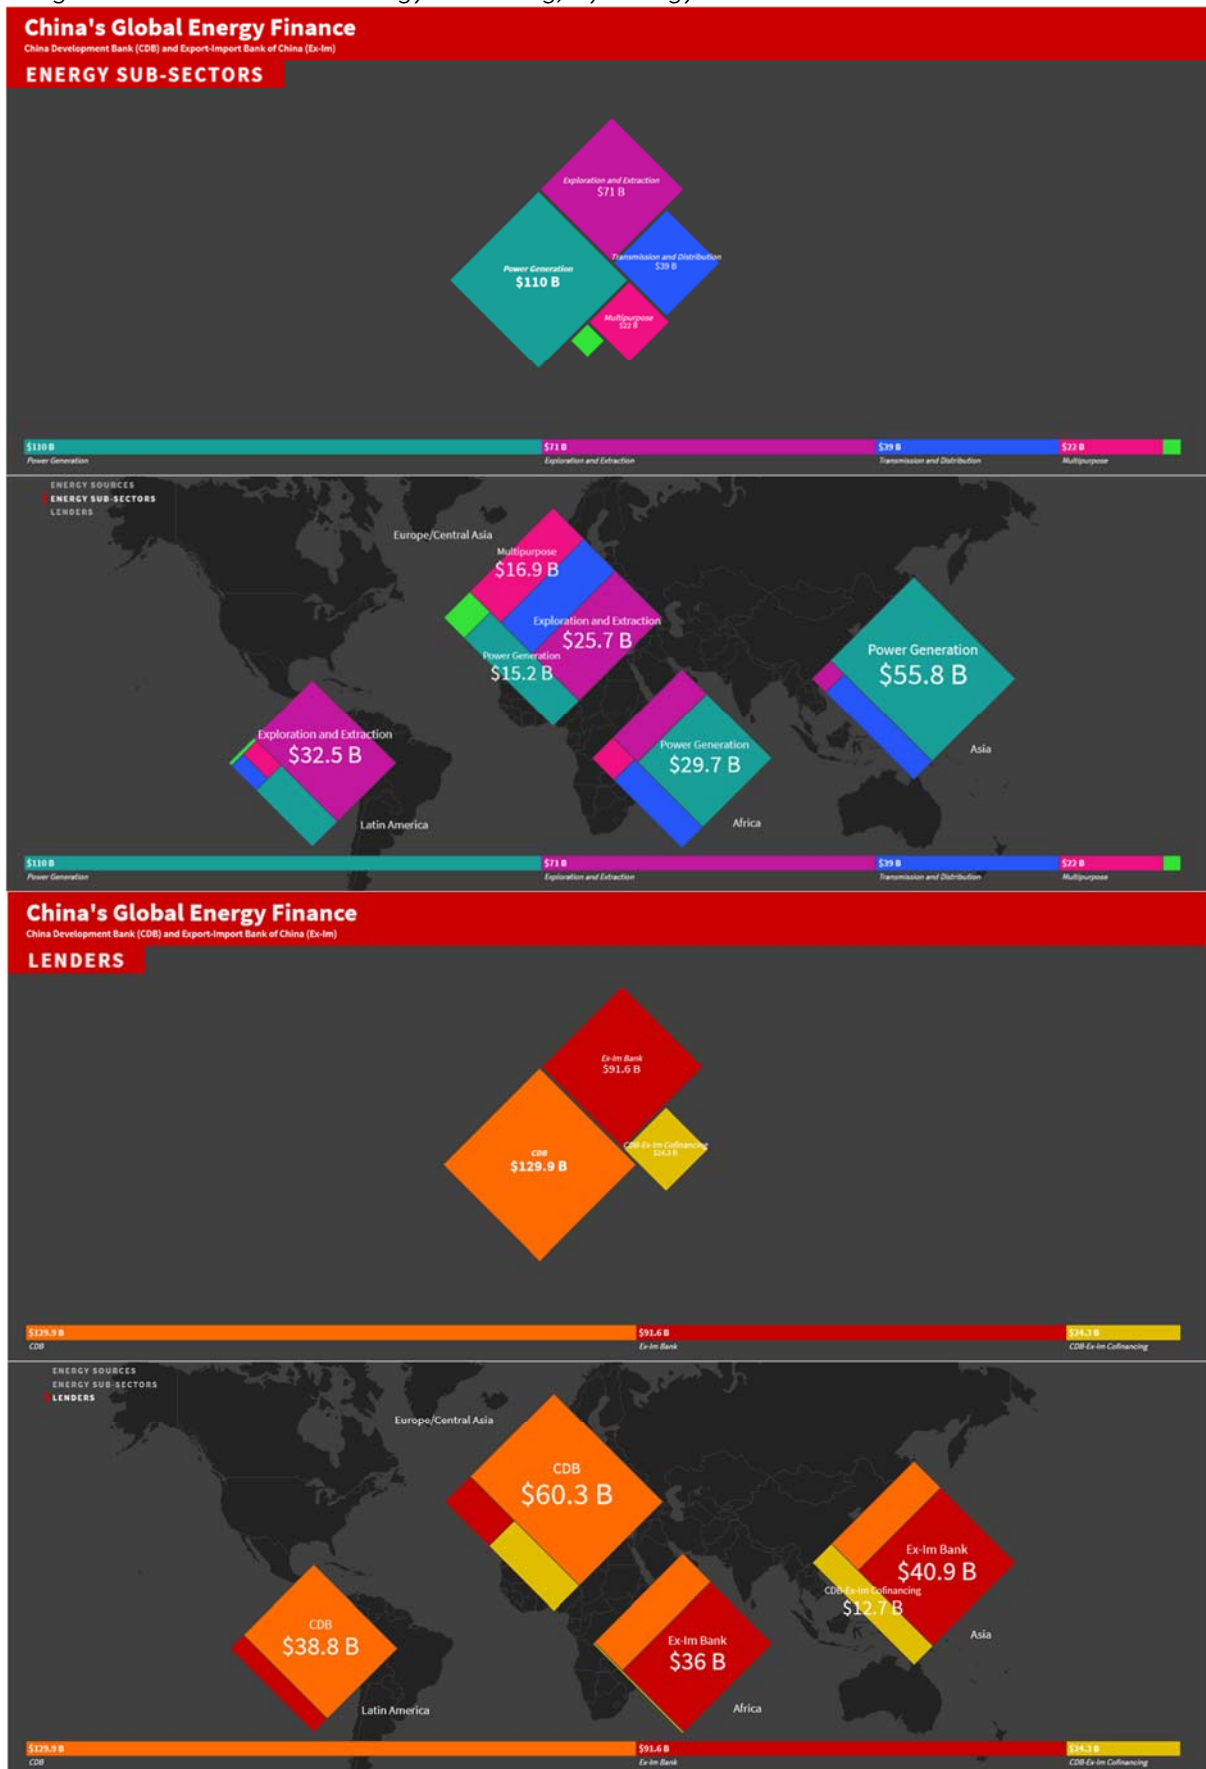 China's Global Energy Finance
China Development Bank (CDB) and Export-Import Bank of China (Ex-Im)
ENERGY SUB-SECTORS
Exploration and Extraction
$71 B
Transmission and Distribution
$39 B
Power Generation
$110 B
Multipurpose
$22 B
$110 B $71 B $39 B $22 B
Power Generation Exploration and Extraction Transmission and Distribution Multipurpose
ENERGY SOURCES
ENERGY SUB-SECTORS
LENDERS
Europe/Central Asia
Multipurpose
$16.9 B
Exploration and Extraction
$25.7 B
Power Generation
$15.2 B
Power Generation
$55.8 B
Asia
Exploration and Extraction
$32.5 B
Latin America
Power Generation
$29.7 B
Africa
$110 B $71 B $39 B $22 B
Power Generation Exploration and Extraction Transmission and Distribution Multipurpose
China's Global Energy Finance
China Development Bank (CDB) and Export-Import Bank of China (Ex-Im)
LENDERS
Ex-Im Bank
$91.6 B
CDB-Ex-Im Cofinancing
$24.3 B
CDB
$129.9 B
$129.9 B $91.6 B $24.3 B
CDB Ex-Im Bank CDB-Ex-Im Cofinancing
ENERGY SOURCES
ENERGY SUB-SECTORS
LENDERS
Europe/Central Asia
CDB
$60.3 B
Ex-Im Bank
$40.9 B
CDB-Ex-Im Cofinancing
$12.7 B
Asia
CDB
$38.8 B
Latin America
Ex-Im Bank
$36 B
Africa
$129.9 B $91.6 B $24.3 B
CDB Ex-Im Bank CDB-Ex-Im Cofinancing